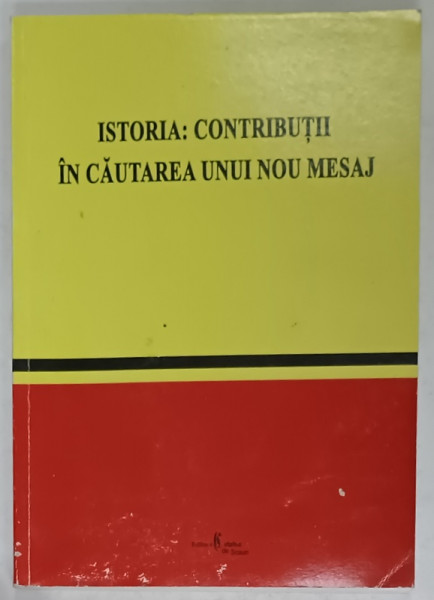 ISTORIA: CONTRIBUȚII
ÎN CĂUTAREA UNUI NOU MESAJ